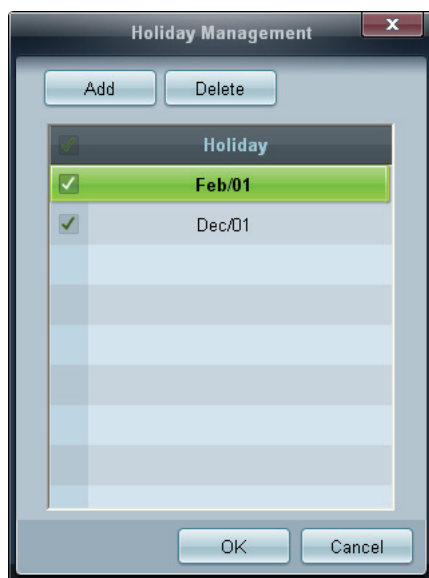 Holiday Management
x
Add Delete
Holiday
Feb/01
Dec/01
OK Cancel